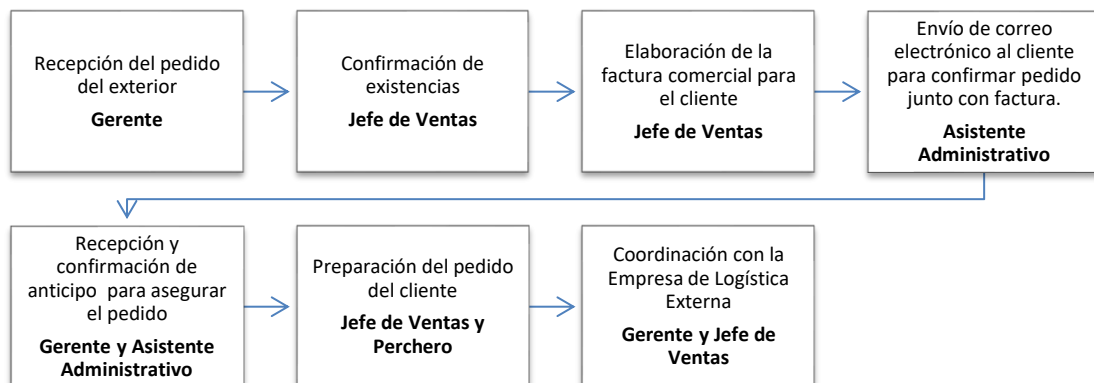 Recepción del pedido
del exterior
Gerente
Confirmación de
existencias
Jefe de Ventas
Elaboración de la
factura comercial para
el cliente
Jefe de Ventas
Envío de correo
electrónico al cliente
para confirmar pedido
junto con factura.
Asistente
Administrativo
Recepción y
confirmación de
anticipo para asegurar
el pedido
Gerente y Asistente
Administrativo
Preparación del pedido
del cliente
Jefe de Ventas y
Perchero
Coordinación con la
Empresa de Logística
Externa
Gerente y Jefe de
Ventas